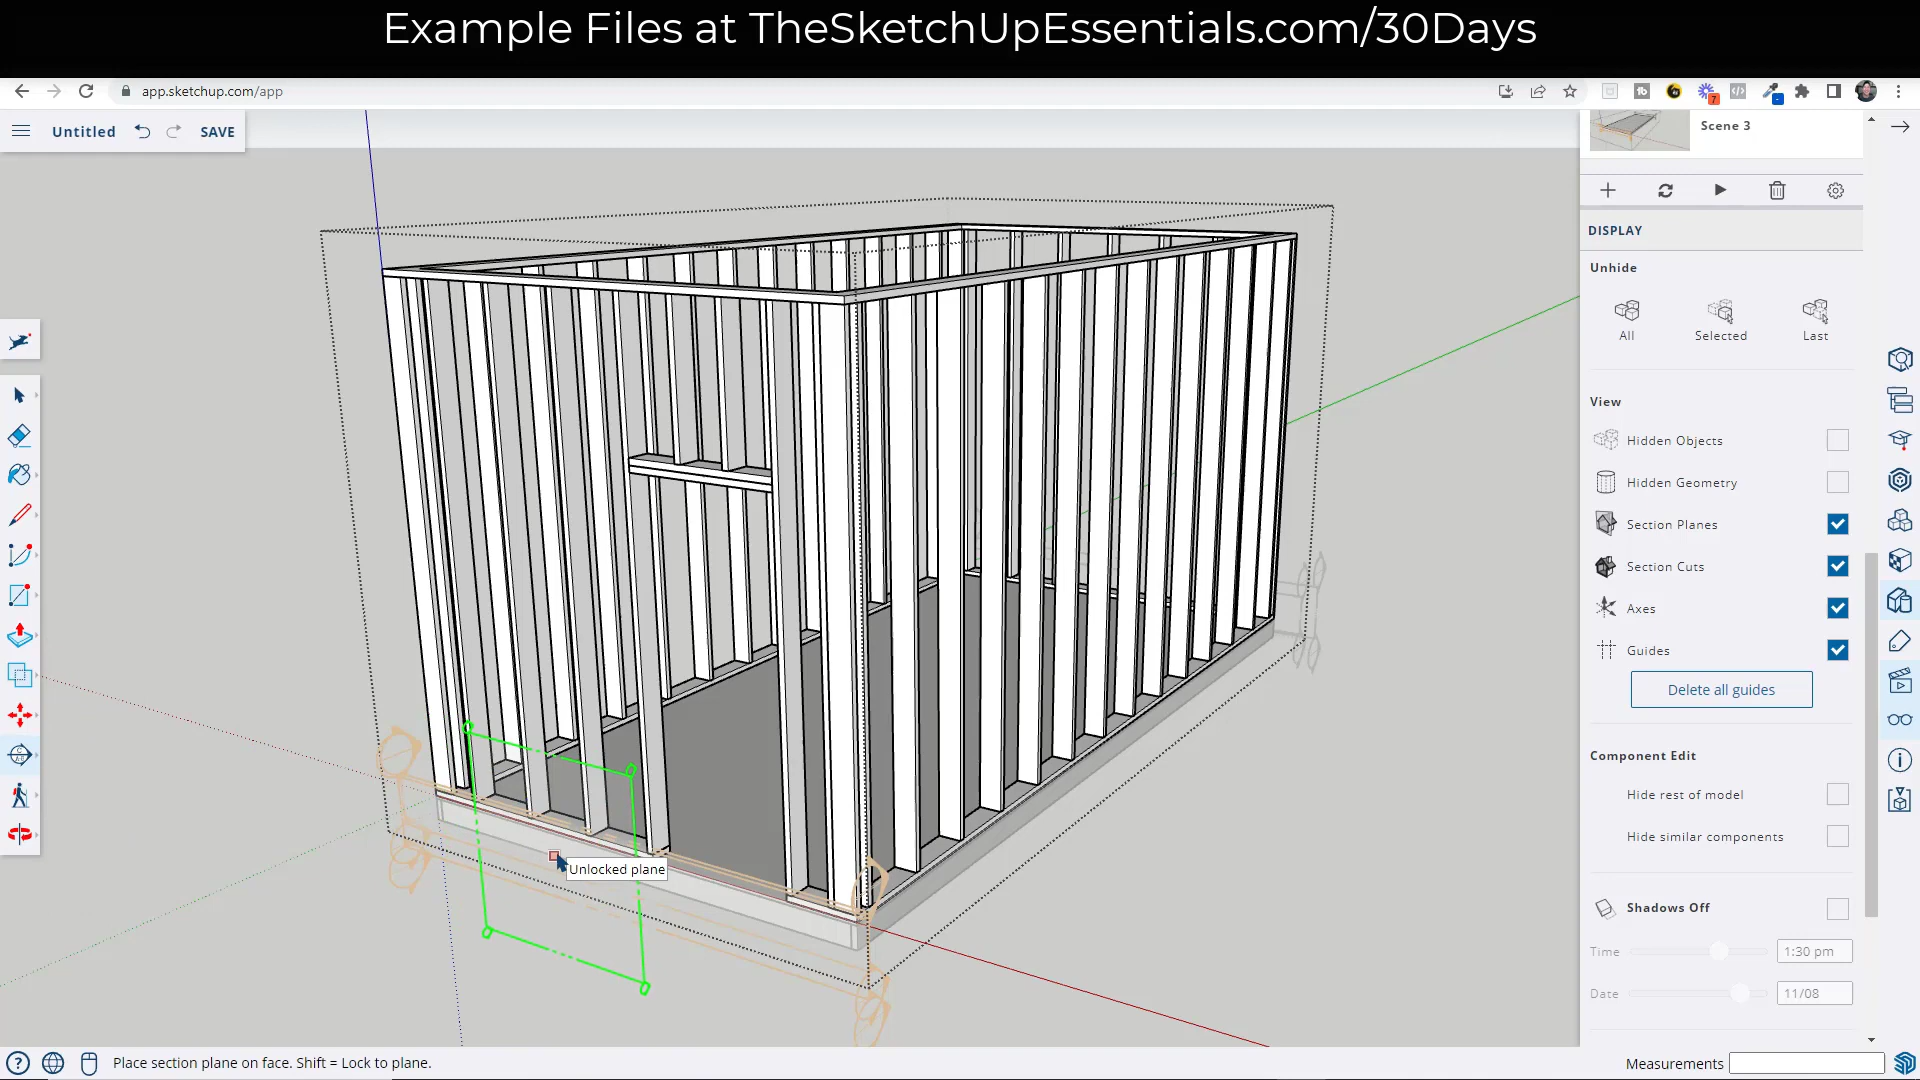 Example Files at TheSketchUpEssentials.com/30Days
app.sketchup.com/app
7
Untitled
SAVE
Scene 3
DISPLAY
Unhide
All
Selected
Last
View
Hidden Objects
Hidden Geometry
Section Planes
Section Cuts
Axes
Guides
Delete all guides
Component Edit
Hide rest of model
Hide similar components
Shadows Off
Time
1:30 pm
Date
11/08
Unlocked plane
Place section plane on face. Shift = Lock to plane.
Measurements